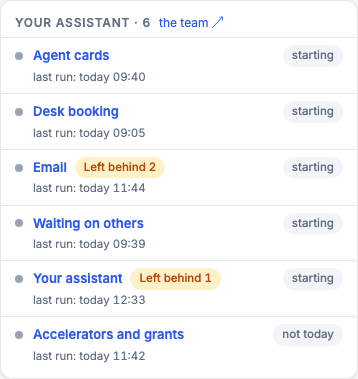 YOUR ASSISTANT · 6 the team ↗
Agent cards starting
last run: today 09:40
Desk booking starting
last run: today 09:05
Email Left behind 2 starting
last run: today 11:44
Waiting on others starting
last run: today 09:39
Your assistant Left behind 1 starting
last run: today 12:33
Accelerators and grants not today
last run: today 11:42